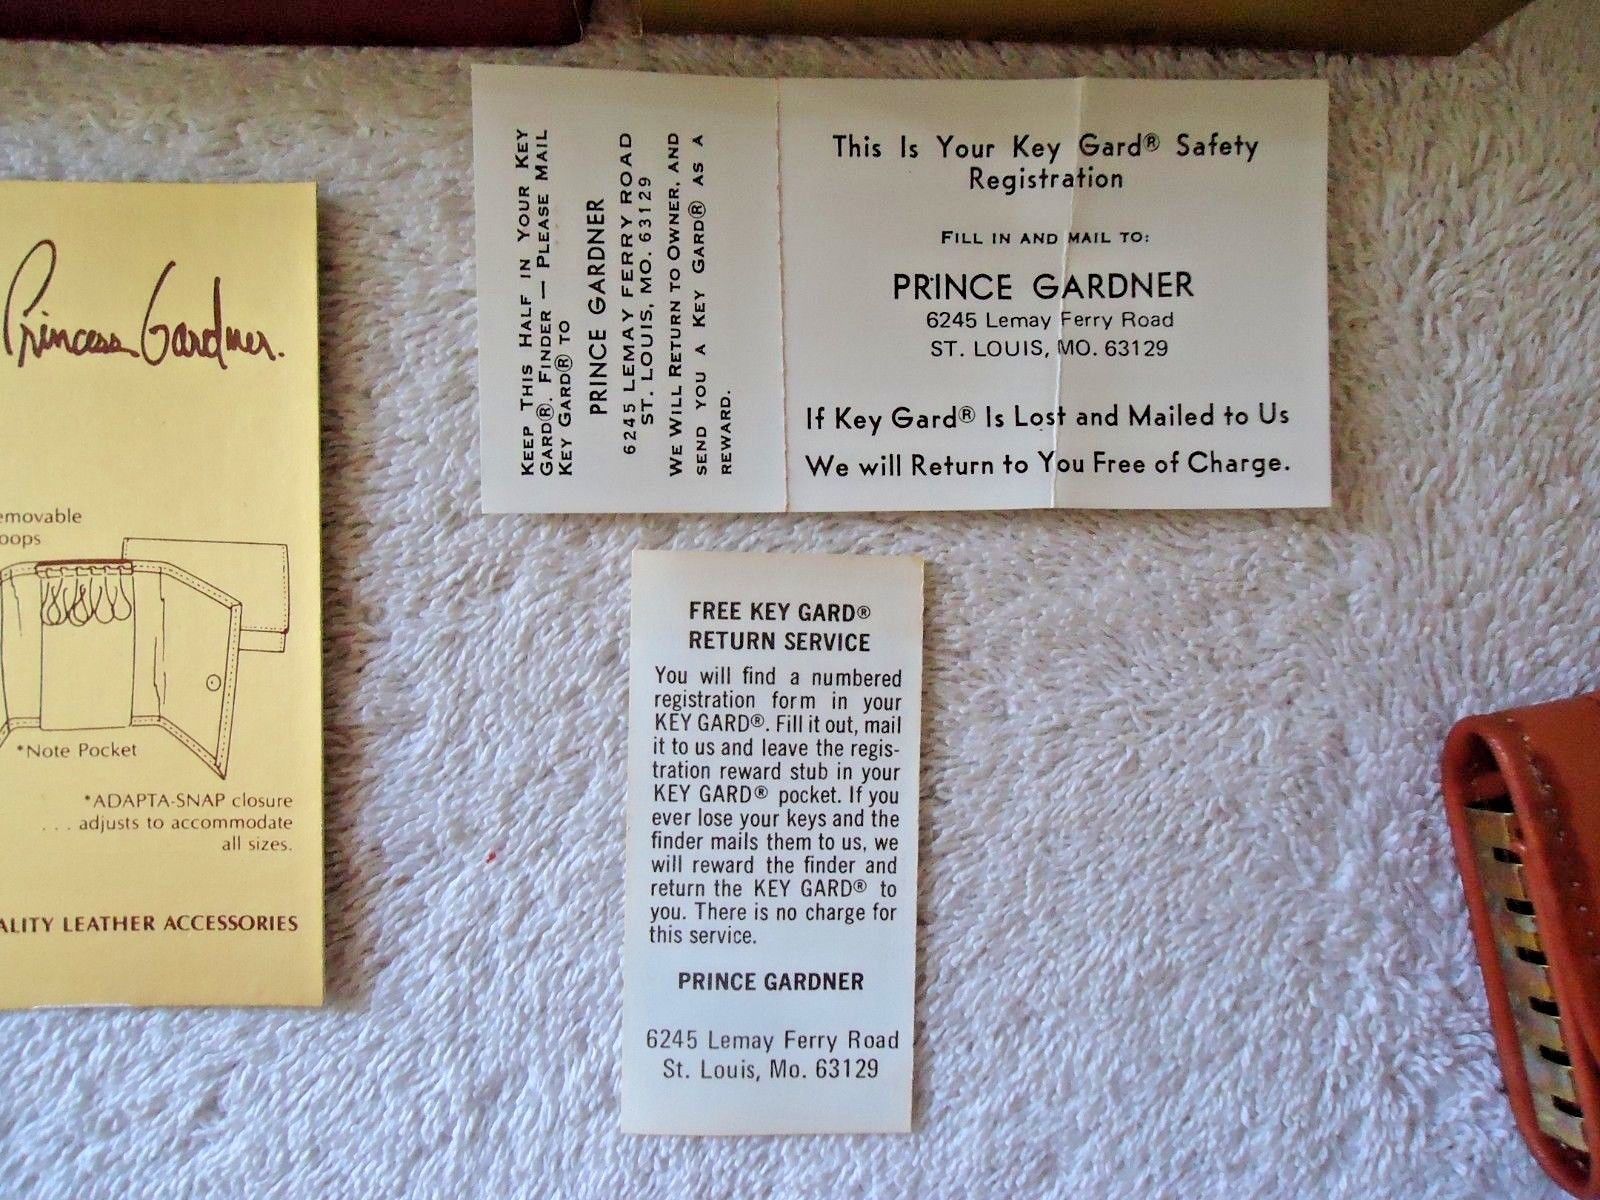 Princess Gardner.
*Note Pocket
*ADAPTA-SNAP closure
... adjusts to accommodate
all sizes.
LEATHER ACCESSORIES
KEEP THIS HALF IN YOUR KEY
GARD®. FINDER — PLEASE MAIL
KEY GARD® TO
PRINCE GARDNER
6245 LEMAY FERRY ROAD
ST. LOUIS, MO. 63129
WE WILL RETURN TO OWNER, AND
SEND YOU A KEY GARD® AS A
REWARD.
This Is Your Key Gard® Safety
Registration
FILL IN AND MAIL TO:
PRINCE GARDNER
6245 Lemay Ferry Road
ST. LOUIS, MO. 63129
If Key Gard® Is Lost and Mailed to Us
We will Return to You Free of Charge.
FREE KEY GARD®
RETURN SERVICE
You will find a numbered
registration form in your
KEY GARD®. Fill it out, mail
it to us and leave the regis-
tration reward stub in your
KEY GARD® pocket. If you
ever lose your keys and the
finder mails them to us, we
will reward the finder and
return the KEY GARD® to
you. There is no charge for
this service.
PRINCE GARDNER
6245 Lemay Ferry Road
St. Louis, Mo. 63129